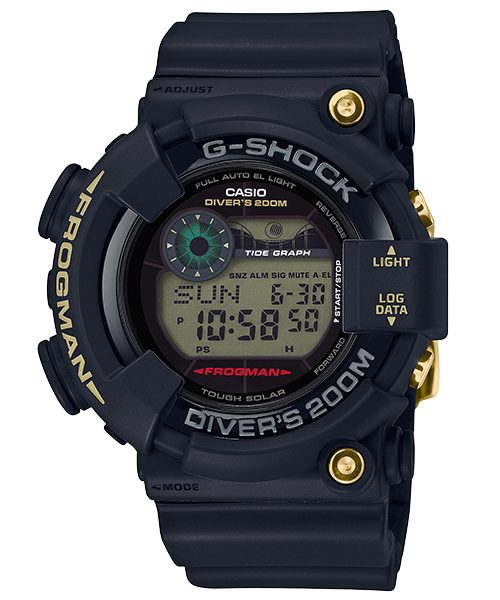 ◄ADJUST
G-SHOCK
FULL AUTO EL LIGHT
CASIO
DIVER'S 200M
REVERSE
◄FROGMAN►
TIDE GRAPH
▲
LIGHT
SNZ ALM SIG MUTE A-EL
►START/STOP
LOG
DATA
▼
SUN 6-30
P 10:58 50
PS H
◄FROGMAN►
FORWARD
TOUGH SOLAR
DIVER'S 200M
◄MODE